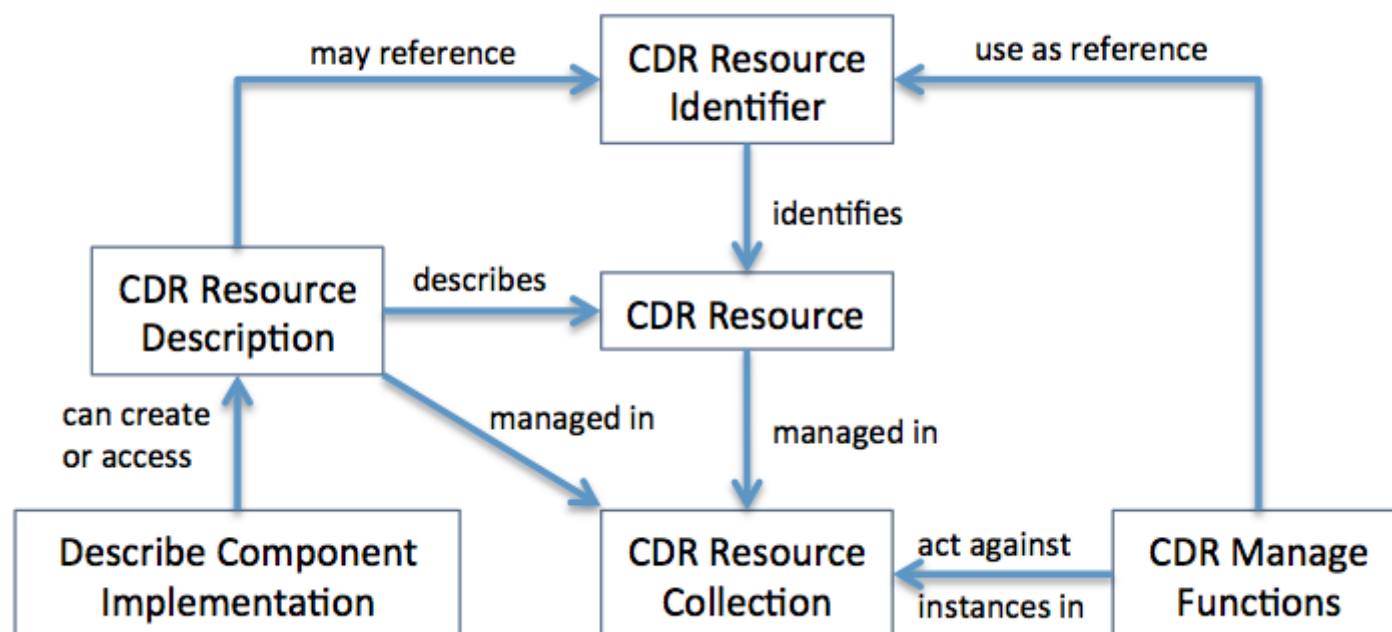 may reference
CDR Resource
Identifier
use as reference
identifies
CDR Resource
Description
describes
CDR Resource
can create
or access
managed in
managed in
Describe Component
Implementation
CDR Resource
Collection
act against
instances in
CDR Manage
Functions